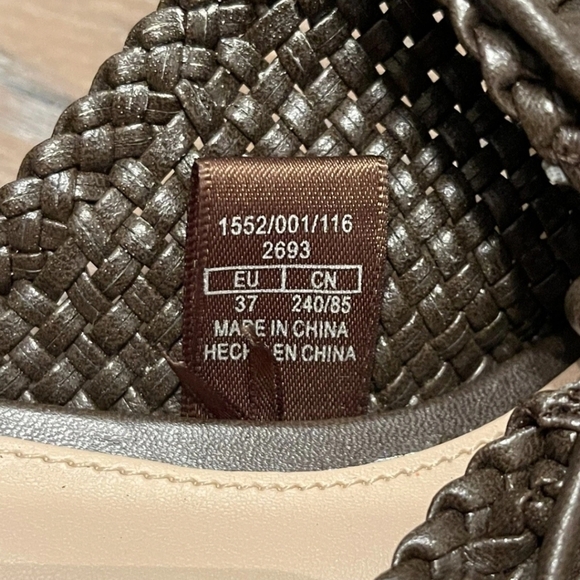 1552/001/116
2693
EU CN
37 240/85
MADE IN CHINA
HECHO EN CHINA